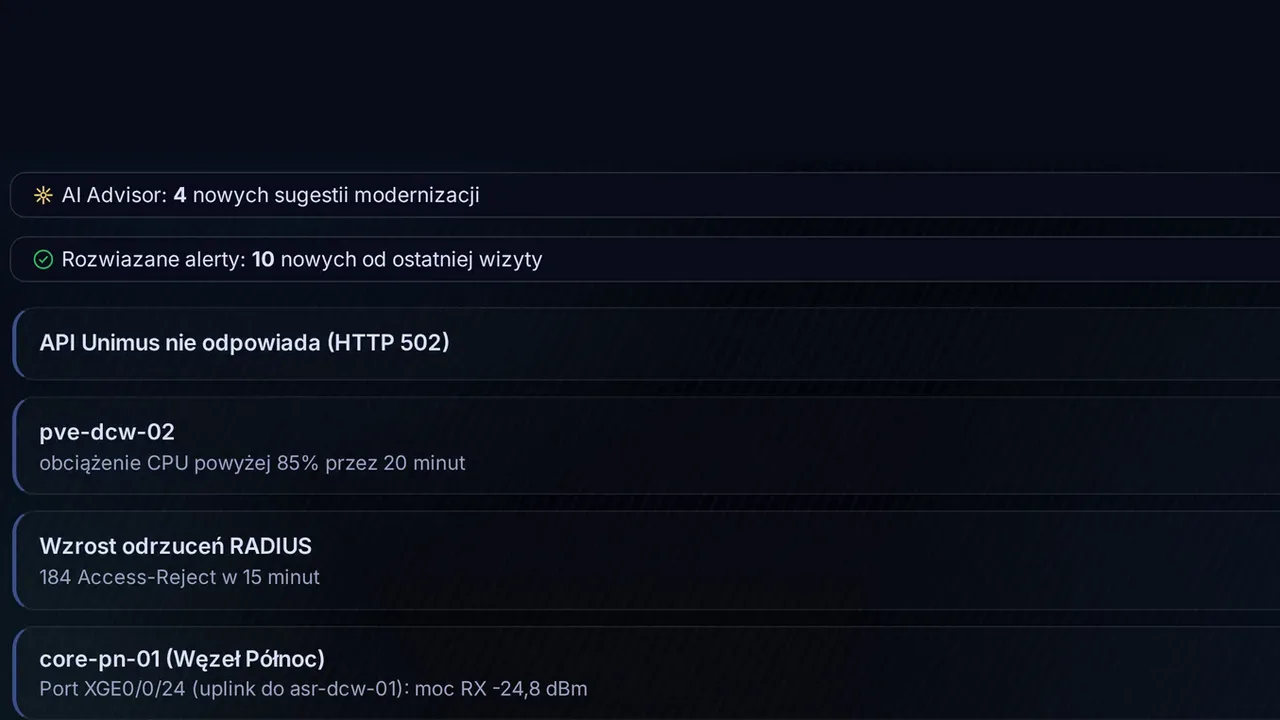 AI Advisor: 4 nowych sugestii modernizacji
Rozwiazane alerty: 10 nowych od ostatniej wizyty
API Unimus nie odpowiada (HTTP 502)
pve-dcw-02
obciążenie CPU powyżej 85% przez 20 minut
Wzrost odrzuceń RADIUS
184 Access-Reject w 15 minut
core-pn-01 (Węzeł Północ)
Port XGE0/0/24 (uplink do asr-dcw-01): moc RX -24,8 dBm